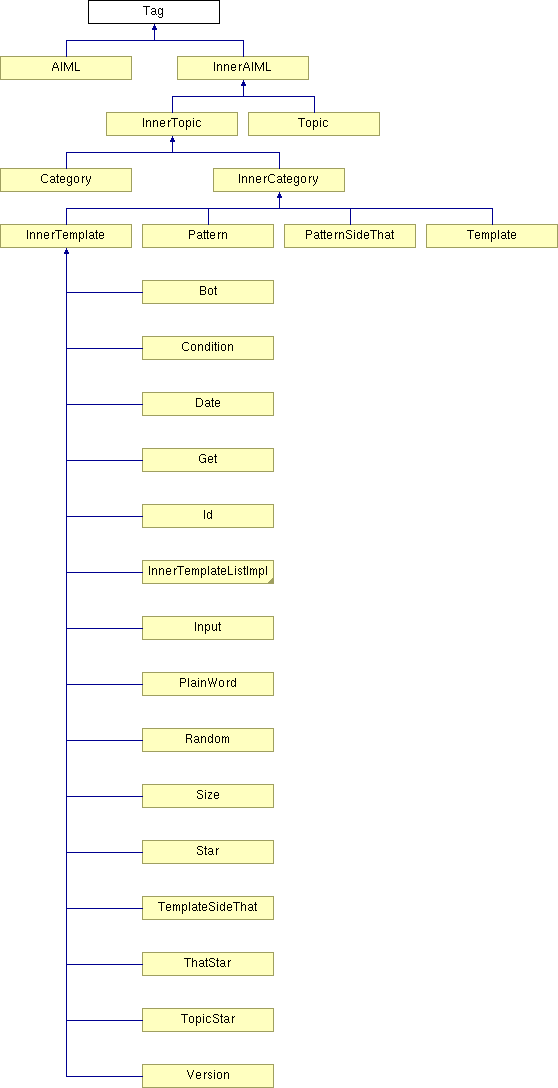 Tag
AIML InnerAIML
InnerTopic Topic
Category InnerCategory
InnerTemplate Pattern PatternSideThat Template
Bot
Condition
Date
Get
Id
InnerTemplateListImpl
Input
PlainWord
Random
Size
Star
TemplateSideThat
ThatStar
TopicStar
Version